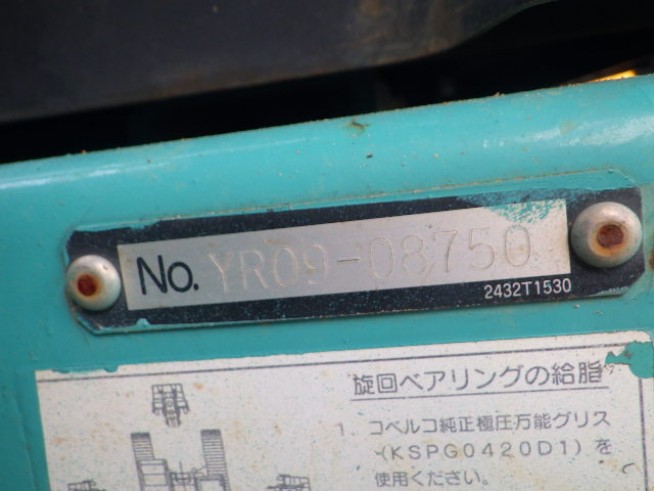 No. YR09-08750
2432T1530
旋回ベアリングの給脂
1. コベルコ純正極圧万能グリス
(KSPG0420D1)を
使用ください。